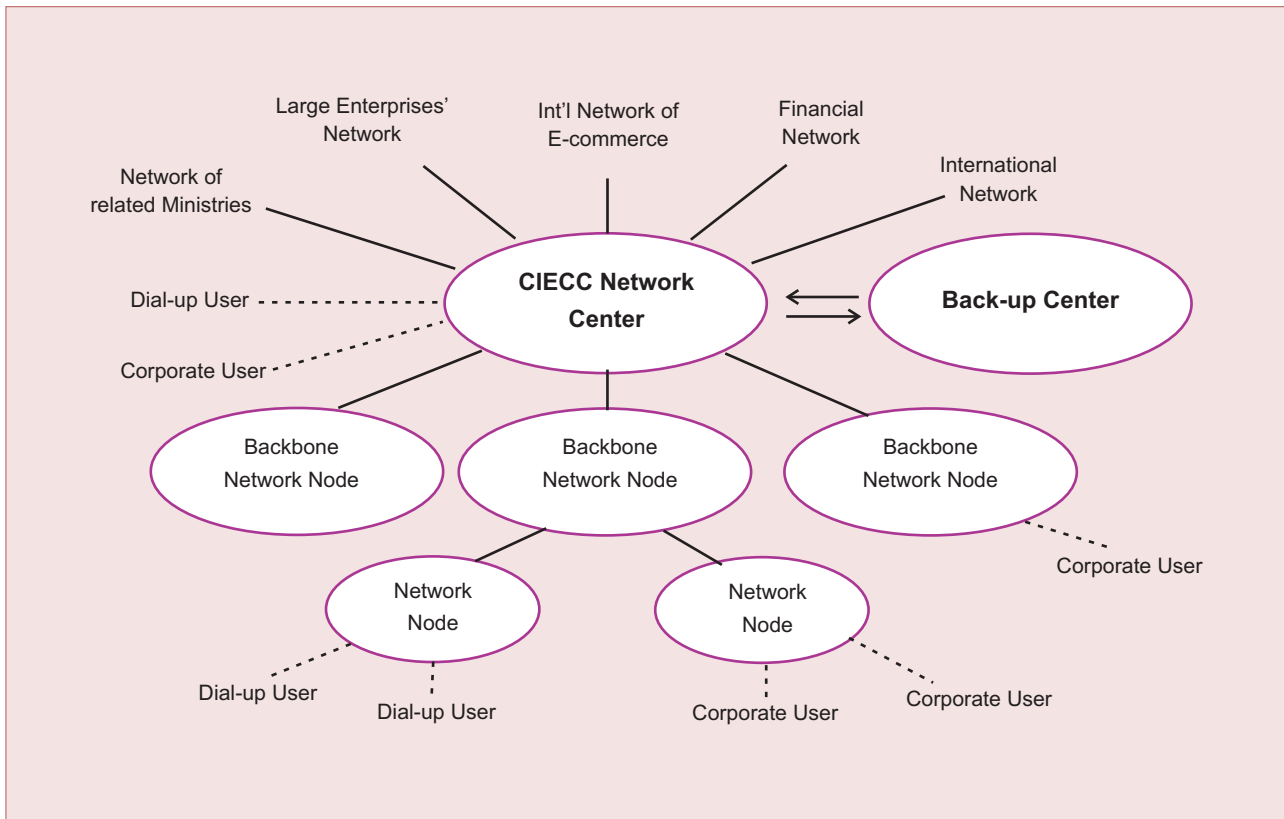 Large Enterprises’
Network
Int’l Network of
E-commerce
Financial
Network
Network of
related Ministries
International
Network
CIECC Network
Center
Back-up Center
Dial-up User
Corporate User
Backbone
Network Node
Backbone
Network Node
Backbone
Network Node
Corporate User
Network
Node
Network
Node
Dial-up User
Dial-up User
Corporate User
Corporate User